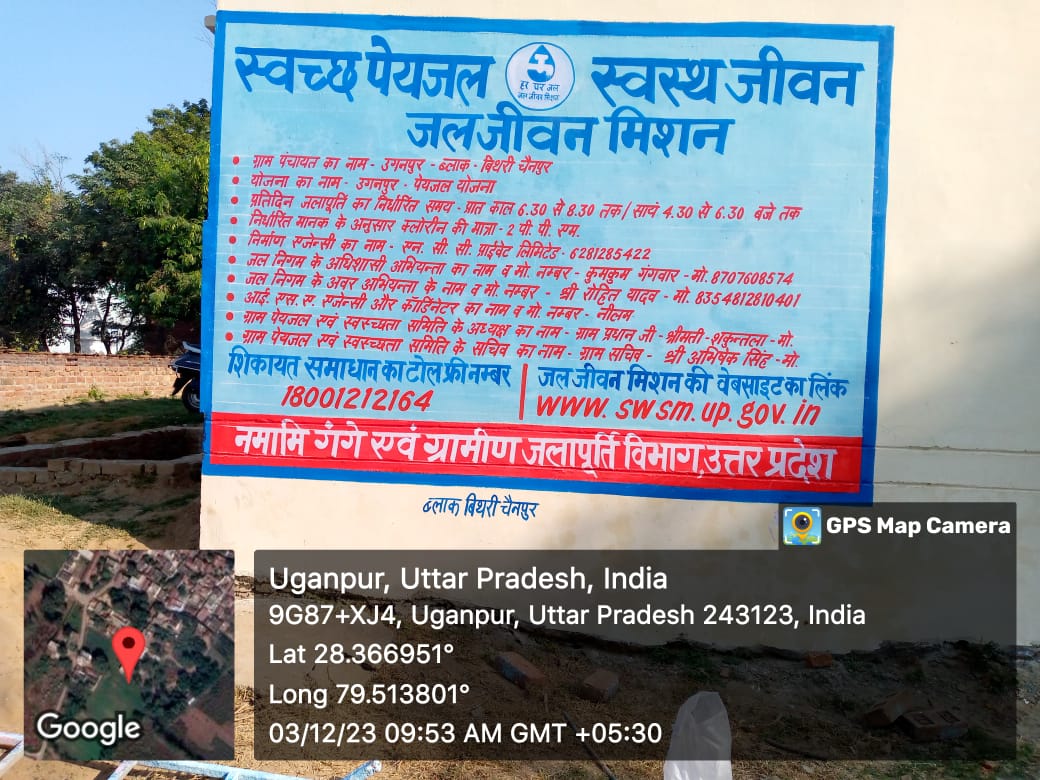 स्वच्छ पेयजल
हर घर जल
जल जीवन मिशन
स्वस्थ जीवन
जल जीवन मिशन
• ग्राम पंचायत का नाम - उगनपुर - ब्लाक - बिथरी चैनपुर
• योजना का नाम - उगनपुर - पेयजल योजना
• प्रतिदिन जलापूर्ति का निर्धारित समय - प्रात काल 6.30 से 8.30 तक / सायं 4.30 से 6.30 बजे तक
• निर्धारित मानक के अनुसार क्लोरीन की मात्रा - 2 पी. पी. एम.
• निर्माण एजेन्सी का नाम - एन. सी. सी. प्राईवेट लिमिटेड - 6281285422
• जल निगम के अधिशासी अभियन्ता का नाम व मो. नम्बर - कुमकुम गंगवार - मो. 8707608574
• जल निगम के अवर अभियन्ता के नाम व मो. नम्बर - श्री रोहित यादव - मो. 8354812810401
• आई. एस. ए. एजेन्सी और कॉर्डिनेटर का नाम व मो. नम्बर - नीलम
• ग्राम पेयजल एवं स्वस्च्यता समिति के अध्यक्ष का नाम - ग्राम प्रधान जी - श्रीमती - शकुन्तला - मो.
• ग्राम पेयजल एवं स्वस्च्यता समिति के सचिव का नाम - ग्राम सचिव - श्री अभिषेक सिंह - मो.
शिकायत समाधान का टोल फ्री नम्बर
18001212164
जल जीवन मिशन की वेबसाइट का लिंक
www.swsm.up.gov.in
नमामि गंगे एवं ग्रामीण जलापूर्ति विभाग, उत्तर प्रदेश
ब्लाक बिथरी चैनपुर
GPS Map Camera
Uganpur, Uttar Pradesh, India
9G87+XJ4, Uganpur, Uttar Pradesh 243123, India
Lat 28.366951°
Long 79.513801°
03/12/23 09:53 AM GMT +05:30
Google